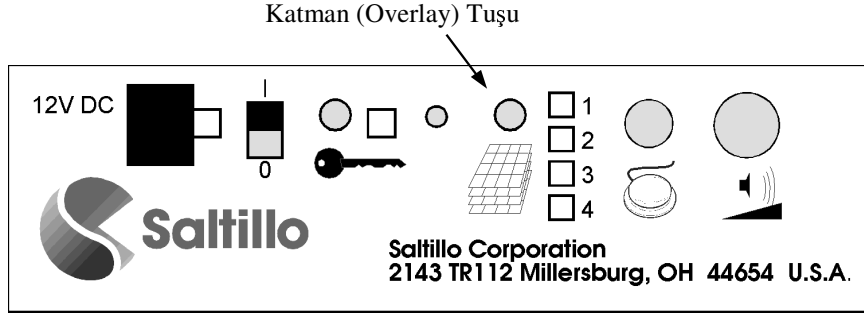 Katman (Overlay) Tuşu
12V DC
I
0
1
2
3
4
Saltillo
Saltillo Corporation
2143 TR112 Millersburg, OH 44654 U.S.A.